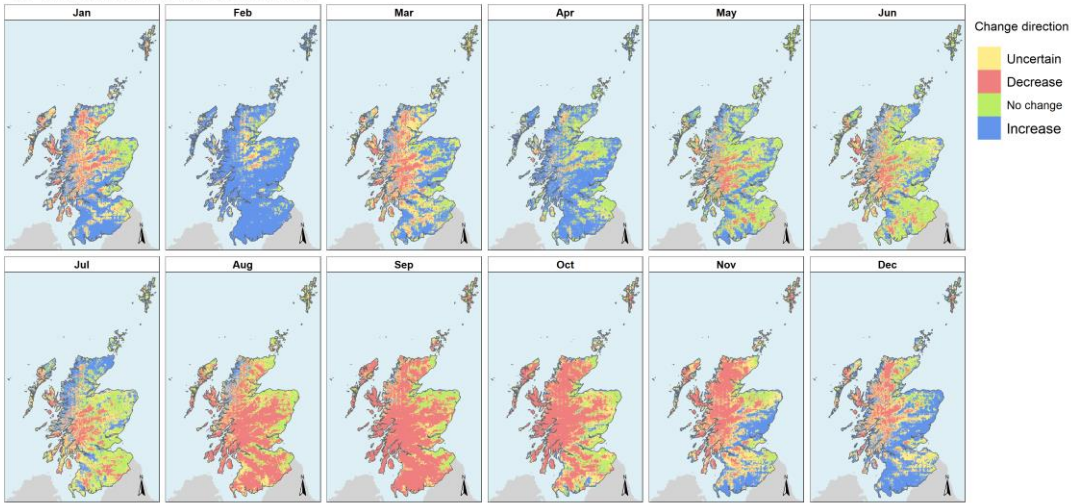 Jan
Feb
Mar
Apr
May
Jun
Change direction
Uncertain
Decrease
No change
Increase
Jul
Aug
Sep
Oct
Nov
Dec